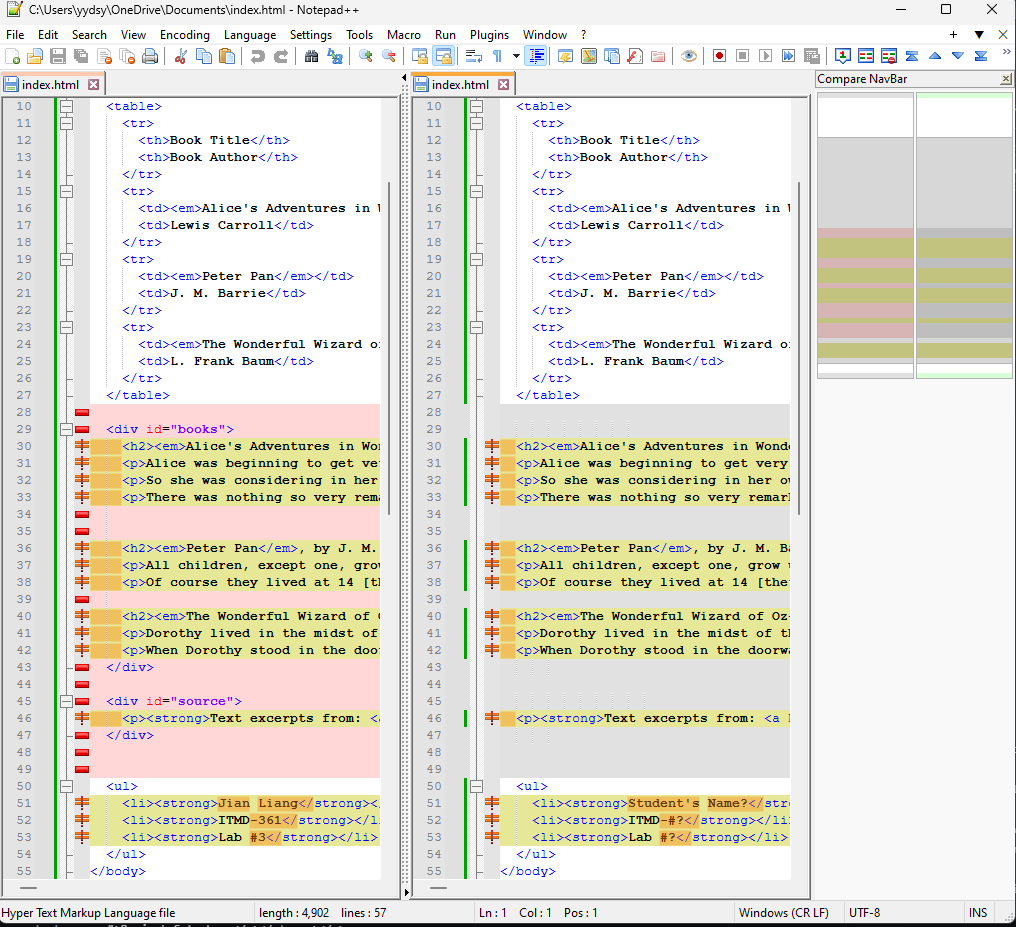 C:\Users\yydsy\OneDrive\Documents\index.html - Notepad++
File Edit Search View Encoding Language Settings Tools Macro Run Plugins Window ?
index.html
10 <table>
11 <tr>
12 <th>Book Title</th>
13 <th>Book Author</th>
14 </tr>
15 <tr>
16 <td><em>Alice's Adventures in
17 <td>Lewis Carroll</td>
18 </tr>
19 <tr>
20 <td><em>Peter Pan</em></td>
21 <td>J. M. Barrie</td>
22 </tr>
23 <tr>
24 <td><em>The Wonderful Wizard o
25 <td>L. Frank Baum</td>
26 </tr>
27 </table>
28
29 <div id="books">
30 <h2><em>Alice's Adventures in Wo
31 <p>Alice was beginning to get ve
32 <p>So she was considering in her
33 <p>There was nothing so very rema
34
35
36 <h2><em>Peter Pan</em>, by J. M.
37 <p>All children, except one, grow
38 <p>Of course they lived at 14 [th
39
40 <h2><em>The Wonderful Wizard of
41 <p>Dorothy lived in the midst of
42 <p>When Dorothy stood in the doo
43 </div>
44
45 <div id="source">
46 <p><strong>Text excerpts from: <a
47 </div>
48
49
50 <ul>
51 <li><strong>Jian Liang</strong><
52 <li><strong>ITMD-361</strong></l
53 <li><strong>Lab #3</strong></li>
54 </ul>
55 </body>
index.html
10 <table>
11 <tr>
12 <th>Book Title</th>
13 <th>Book Author</th>
14 </tr>
15 <tr>
16 <td><em>Alice's Adventures in
17 <td>Lewis Carroll</td>
18 </tr>
19 <tr>
20 <td><em>Peter Pan</em></td>
21 <td>J. M. Barrie</td>
22 </tr>
23 <tr>
24 <td><em>The Wonderful Wizard o
25 <td>L. Frank Baum</td>
26 </tr>
27 </table>
28
29
30 <h2><em>Alice's Adventures in Wond
31 <p>Alice was beginning to get very
32 <p>So she was considering in her o
33 <p>There was nothing so very remar
34
35
36 <h2><em>Peter Pan</em>, by J. M. B
37 <p>All children, except one, grow
38 <p>Of course they lived at 14 [the
39
40 <h2><em>The Wonderful Wizard of Oz
41 <p>Dorothy lived in the midst of t
42 <p>When Dorothy stood in the doorw
43
44
45
46 <p><strong>Text excerpts from: <a
47
48
49
50 <ul>
51 <li><strong>Student's Name?</str
52 <li><strong>ITMD-#?</strong></li
53 <li><strong>Lab #?</strong></li>
54 </ul>
55 </body>
Compare NavBar
Hyper Text Markup Language file length : 4,902 lines : 57 Ln : 1 Col : 1 Pos : 1 Windows (CR LF) UTF-8 INS